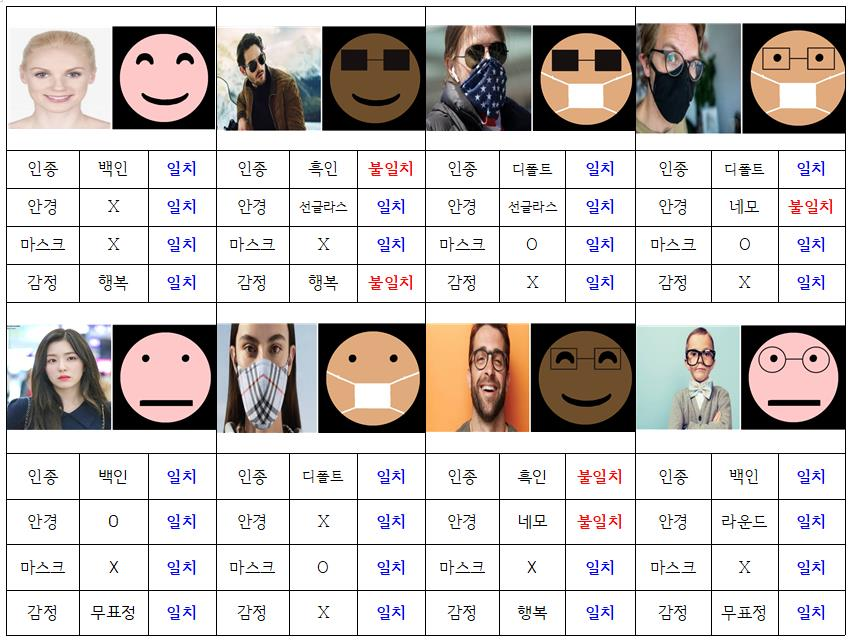 인종 백인 일치 인종 흑인 불일치 인종 디폴트 일치 인종 디폴트 일치
안경 X 일치 안경 선글라스 일치 안경 선글라스 일치 안경 네모 불일치
마스크 X 일치 마스크 X 일치 마스크 O 일치 마스크 O 일치
감정 행복 일치 감정 행복 불일치 감정 X 일치 감정 X 일치
인종 백인 일치 인종 디폴트 일치 인종 흑인 불일치 인종 백인 일치
안경 O 일치 안경 X 일치 안경 네모 불일치 안경 라운드 일치
마스크 X 일치 마스크 O 일치 마스크 X 일치 마스크 X 일치
감정 무표정 일치 감정 X 일치 감정 행복 일치 감정 무표정 일치